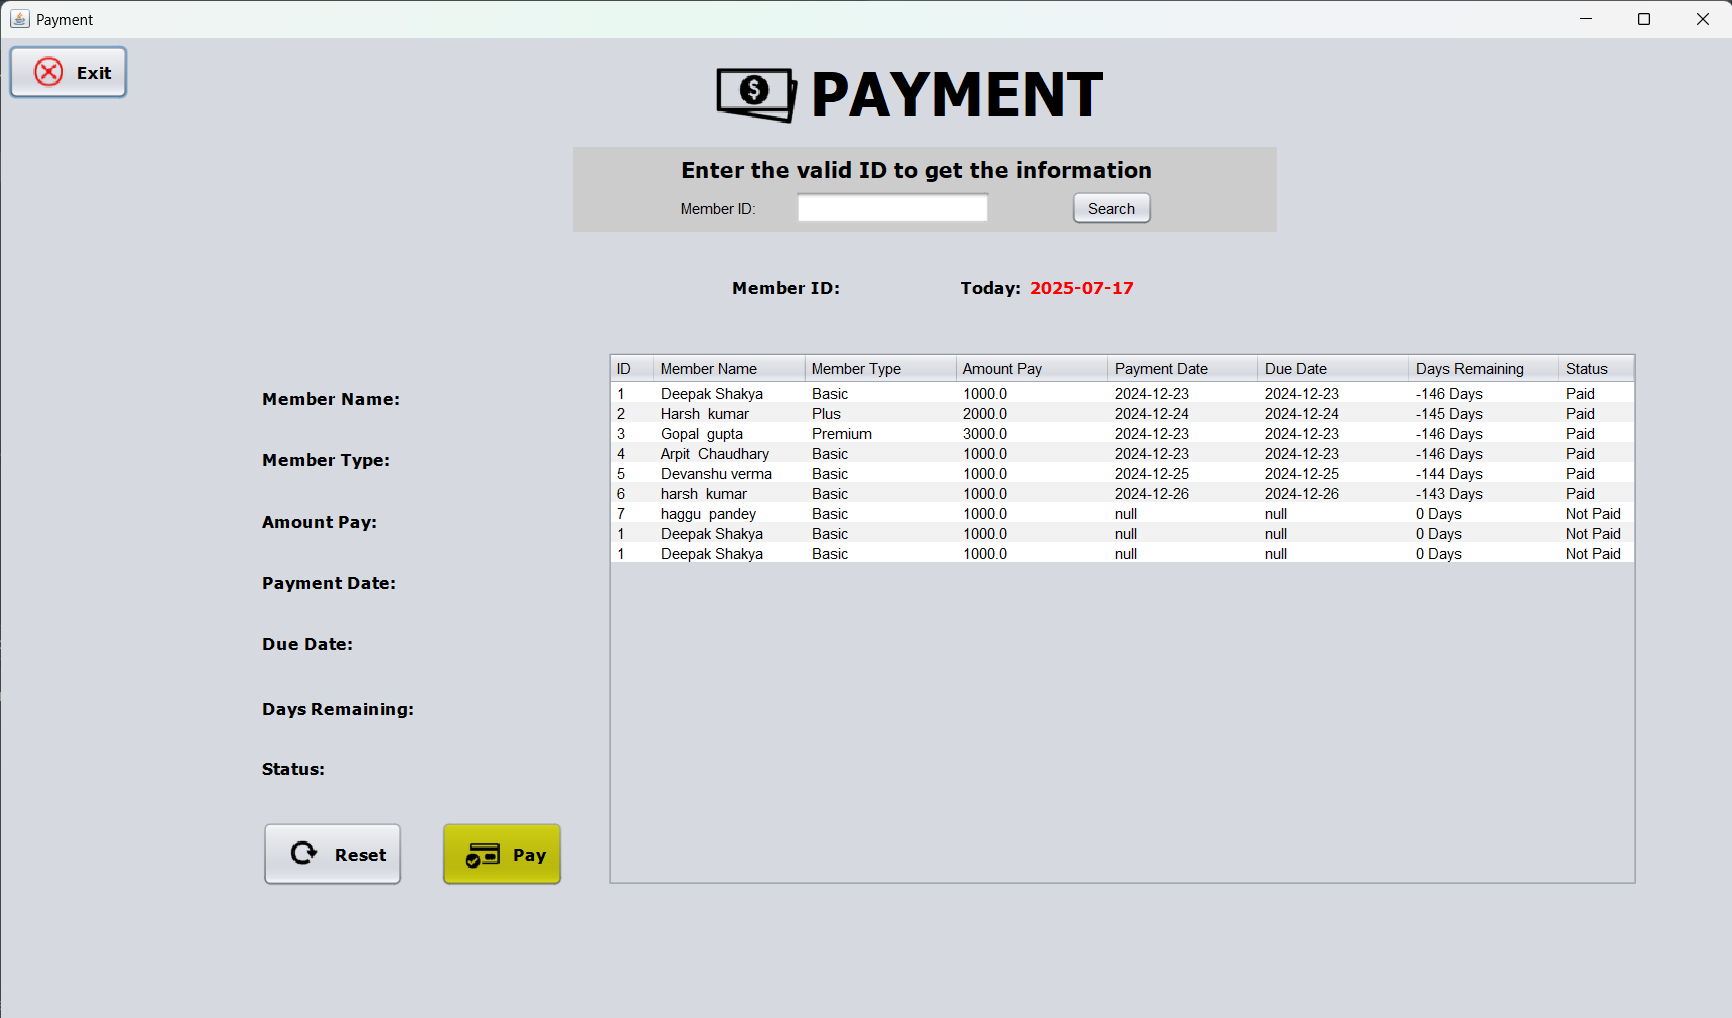 Payment
Exit
PAYMENT
Enter the valid ID to get the information
Member ID: Search
Member ID: Today: 2025-07-17
Member Name:
Member Type:
Amount Pay:
Payment Date:
Due Date:
Days Remaining:
Status:
Reset Pay
ID Member Name Member Type Amount Pay Payment Date Due Date Days Remaining Status
1 Deepak Shakya Basic 1000.0 2024-12-23 2024-12-23 -146 Days Paid
2 Harsh kumar Plus 2000.0 2024-12-24 2024-12-24 -145 Days Paid
3 Gopal gupta Premium 3000.0 2024-12-23 2024-12-23 -146 Days Paid
4 Arpit Chaudhary Basic 1000.0 2024-12-23 2024-12-23 -146 Days Paid
5 Devanshu verma Basic 1000.0 2024-12-25 2024-12-25 -144 Days Paid
6 harsh kumar Basic 1000.0 2024-12-26 2024-12-26 -143 Days Paid
7 haggu pandey Basic 1000.0 null null 0 Days Not Paid
1 Deepak Shakya Basic 1000.0 null null 0 Days Not Paid
1 Deepak Shakya Basic 1000.0 null null 0 Days Not Paid